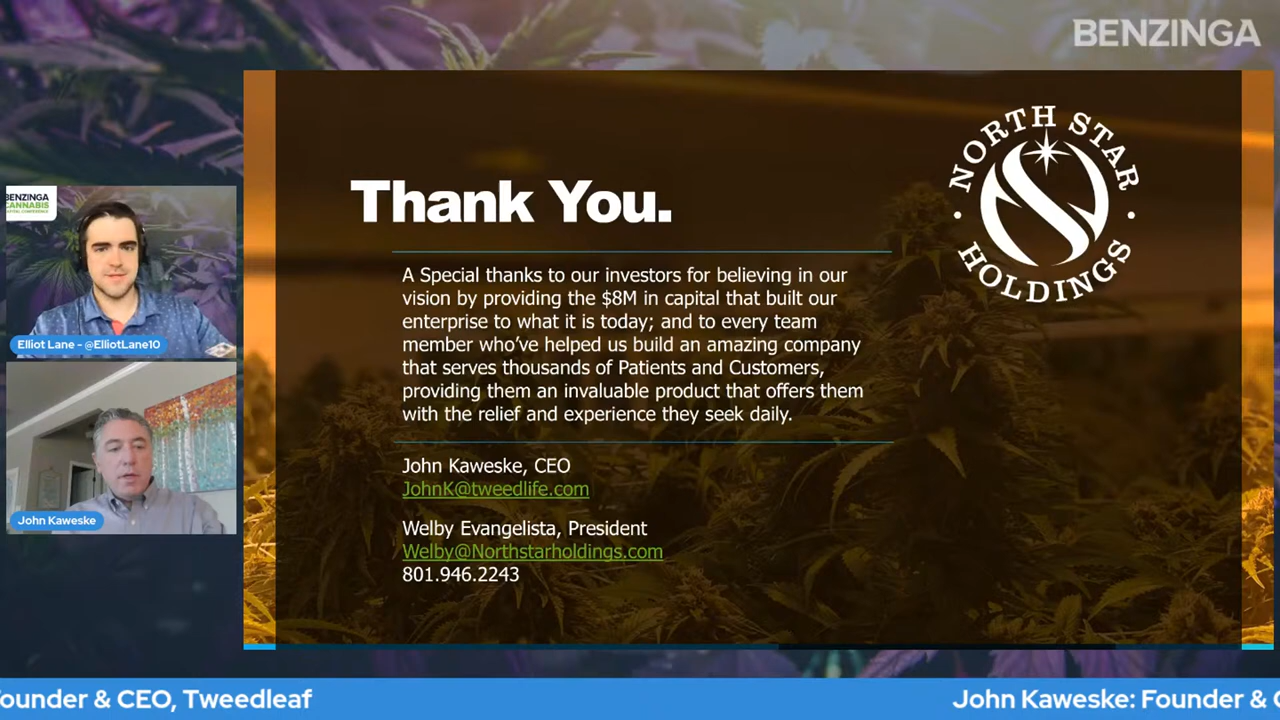 BENZINGA
NORTH STAR
HOLDINGS
Thank You.
A Special thanks to our investors for believing in our
vision by providing the $8M in capital that built our
enterprise to what it is today; and to every team
member who've helped us build an amazing company
that serves thousands of Patients and Customers,
providing them an invaluable product that offers them
with the relief and experience they seek daily.
John Kaweske, CEO
JohnK@tweedlife.com
Welby Evangelista, President
Welby@Northstarholdings.com
801.946.2243
BENZINGA
CANNABIS
Elliot Lane - @ElliotLane10
John Kaweske
ounder & CEO, Tweedleaf
John Kaweske: Founder & C